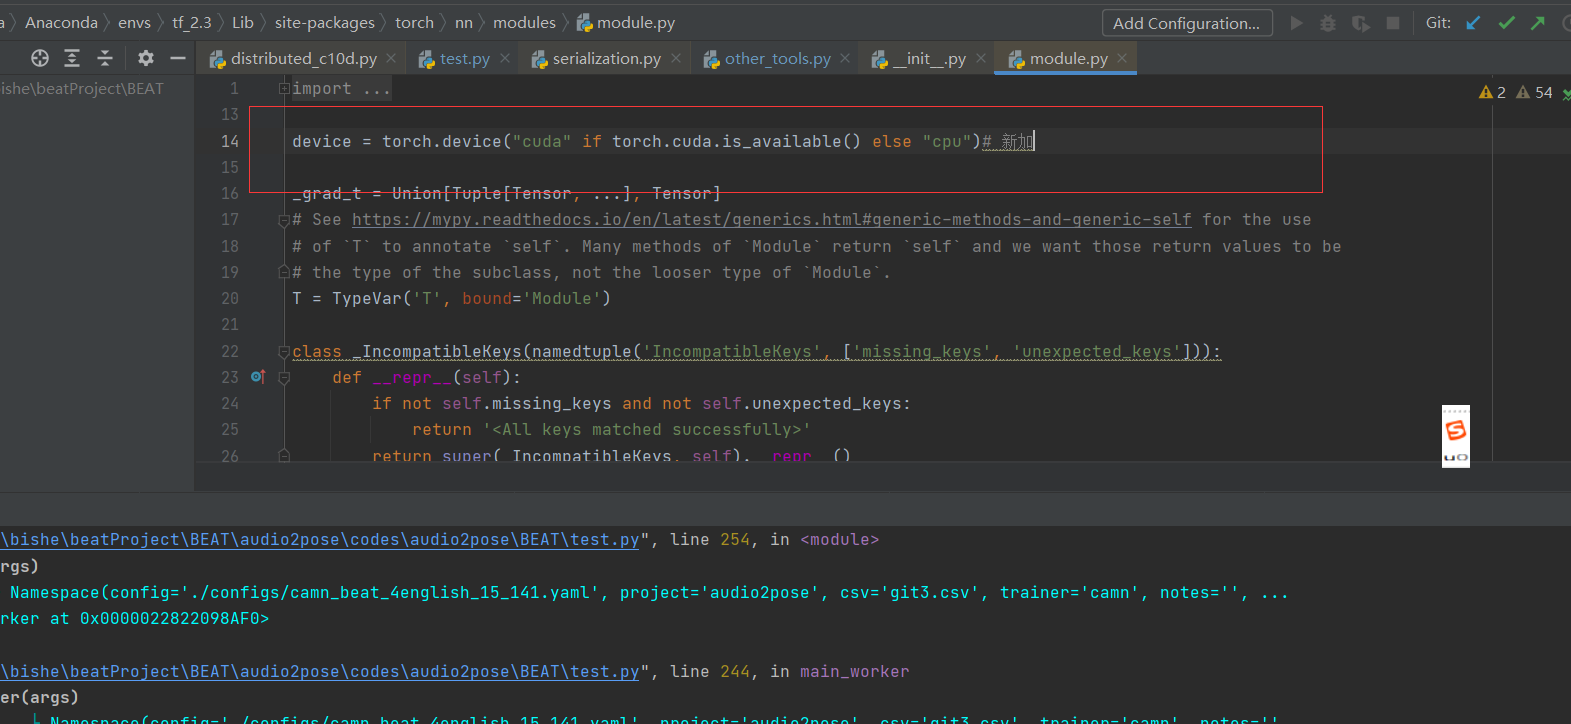 a Anaconda envs tf_2.3 Lib site-packages torch nn modules module.py Add Configuration... Git:
distributed_c10d.py test.py serialization.py other_tools.py __init__.py module.py
ishe\beatProject\BEAT
1 import ...
2 54
13
14 device = torch.device("cuda" if torch.cuda.is_available() else "cpu")# 新加
15
16 _grad_t = Union[Tuple[Tensor, ...], Tensor]
17 # See https://mypy.readthedocs.io/en/latest/generics.html#generic-methods-and-generic-self for the use
18 # of `T` to annotate `self`. Many methods of `Module` return `self` and we want those return values to be
19 # the type of the subclass, not the looser type of `Module`.
20 T = TypeVar('T', bound='Module')
21
22 class _IncompatibleKeys(namedtuple('IncompatibleKeys', ['missing_keys', 'unexpected_keys'])):
23 def __repr__(self):
24 if not self.missing_keys and not self.unexpected_keys:
25 return '<All keys matched successfully>'
26 return super(_IncompatibleKeys, self).__repr__()
\bishe\beatProject\BEAT\audio2pose\codes\audio2pose\BEAT\test.py", line 254, in <module>
rgs)
Namespace(config='./configs/camn_beat_4english_15_141.yaml', project='audio2pose', csv='git3.csv', trainer='camn', notes='', ...
rker at 0x0000022822098AF0>
\bishe\beatProject\BEAT\audio2pose\codes\audio2pose\BEAT\test.py", line 244, in main_worker
er(args)
└ Namespace(config='./configs/camn_beat_4english_15_141.yaml', project='audio2pose', csv='git3.csv', trainer='camn', notes=''